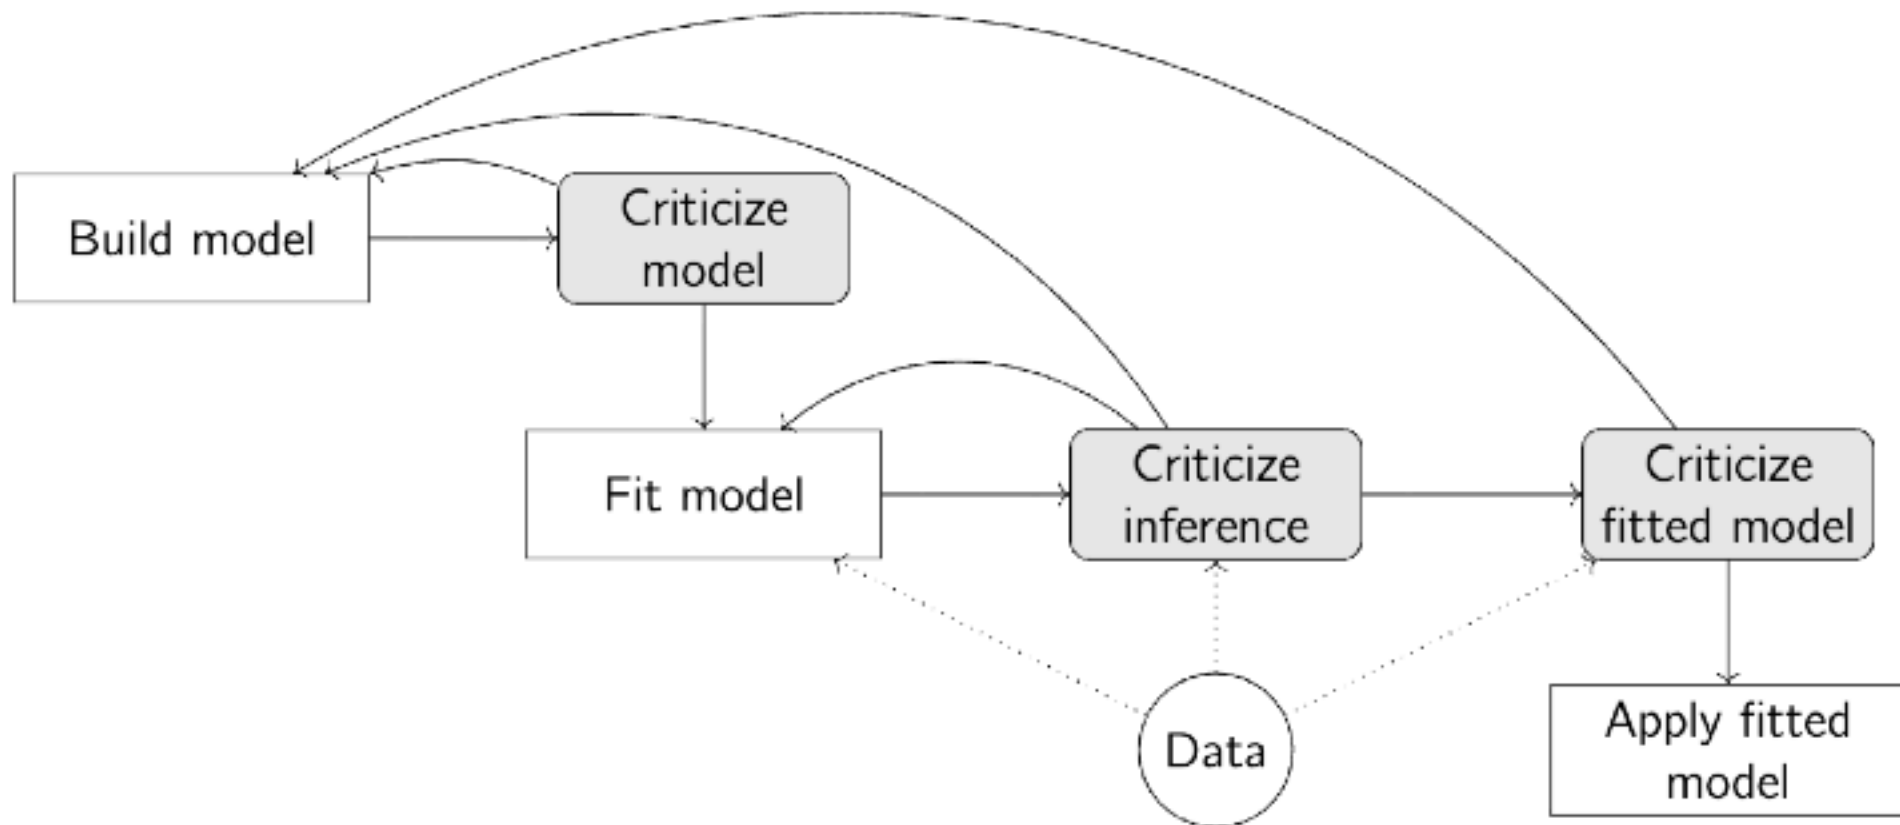 Build model
Criticize
model
Fit model
Criticize
inference
Criticize
fitted model
Data
Apply fitted
model